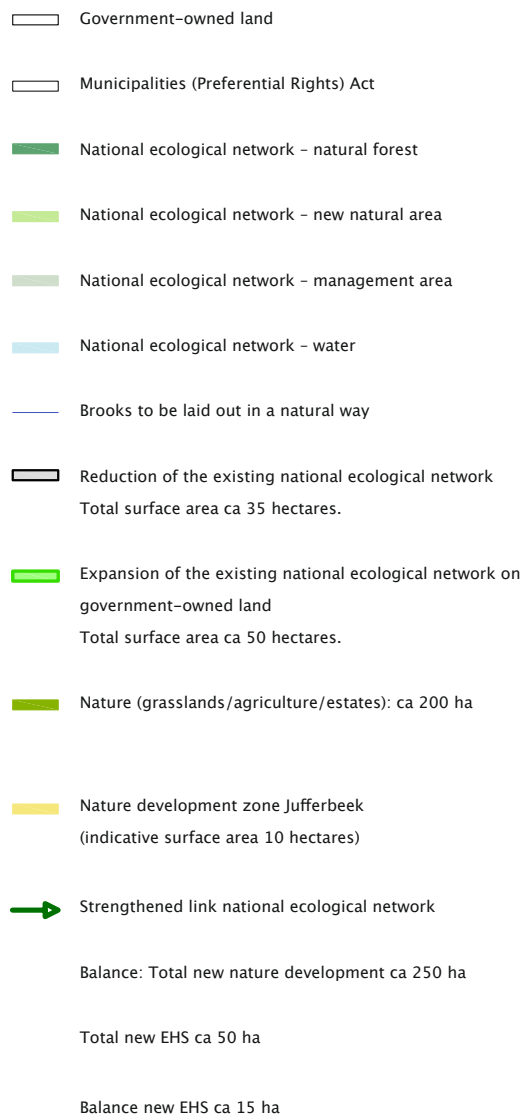 Government-owned land
Municipalities (Preferential Rights) Act
National ecological network – natural forest
National ecological network – new natural area
National ecological network – management area
National ecological network – water
Brooks to be laid out in a natural way
Reduction of the existing national ecological network
Total surface area ca 35 hectares.
Expansion of the existing national ecological network on
government-owned land
Total surface area ca 50 hectares.
Nature (grasslands/agriculture/estates): ca 200 ha
Nature development zone Jufferbeek
(indicative surface area 10 hectares)
Strengthened link national ecological network
Balance: Total new nature development ca 250 ha
Total new EHS ca 50 ha
Balance new EHS ca 15 ha